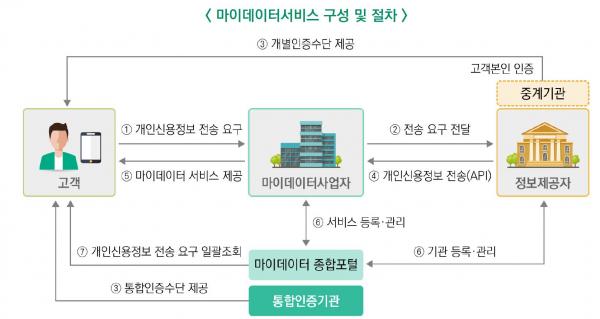 < 마이데이터서비스 구성 및 절차 >
③ 개별인증수단 제공
고객본인 인증
중계기관
① 개인신용정보 전송 요구
② 전송 요구 전달
⑤ 마이데이터 서비스 제공
④ 개인신용정보 전송(API)
고객
마이데이터사업자
정보제공자
⑥ 서비스 등록·관리
⑦ 개인신용정보 전송 요구 일괄조회
마이데이터 종합포털
⑥ 기관 등록·관리
③ 통합인증수단 제공
통합인증기관